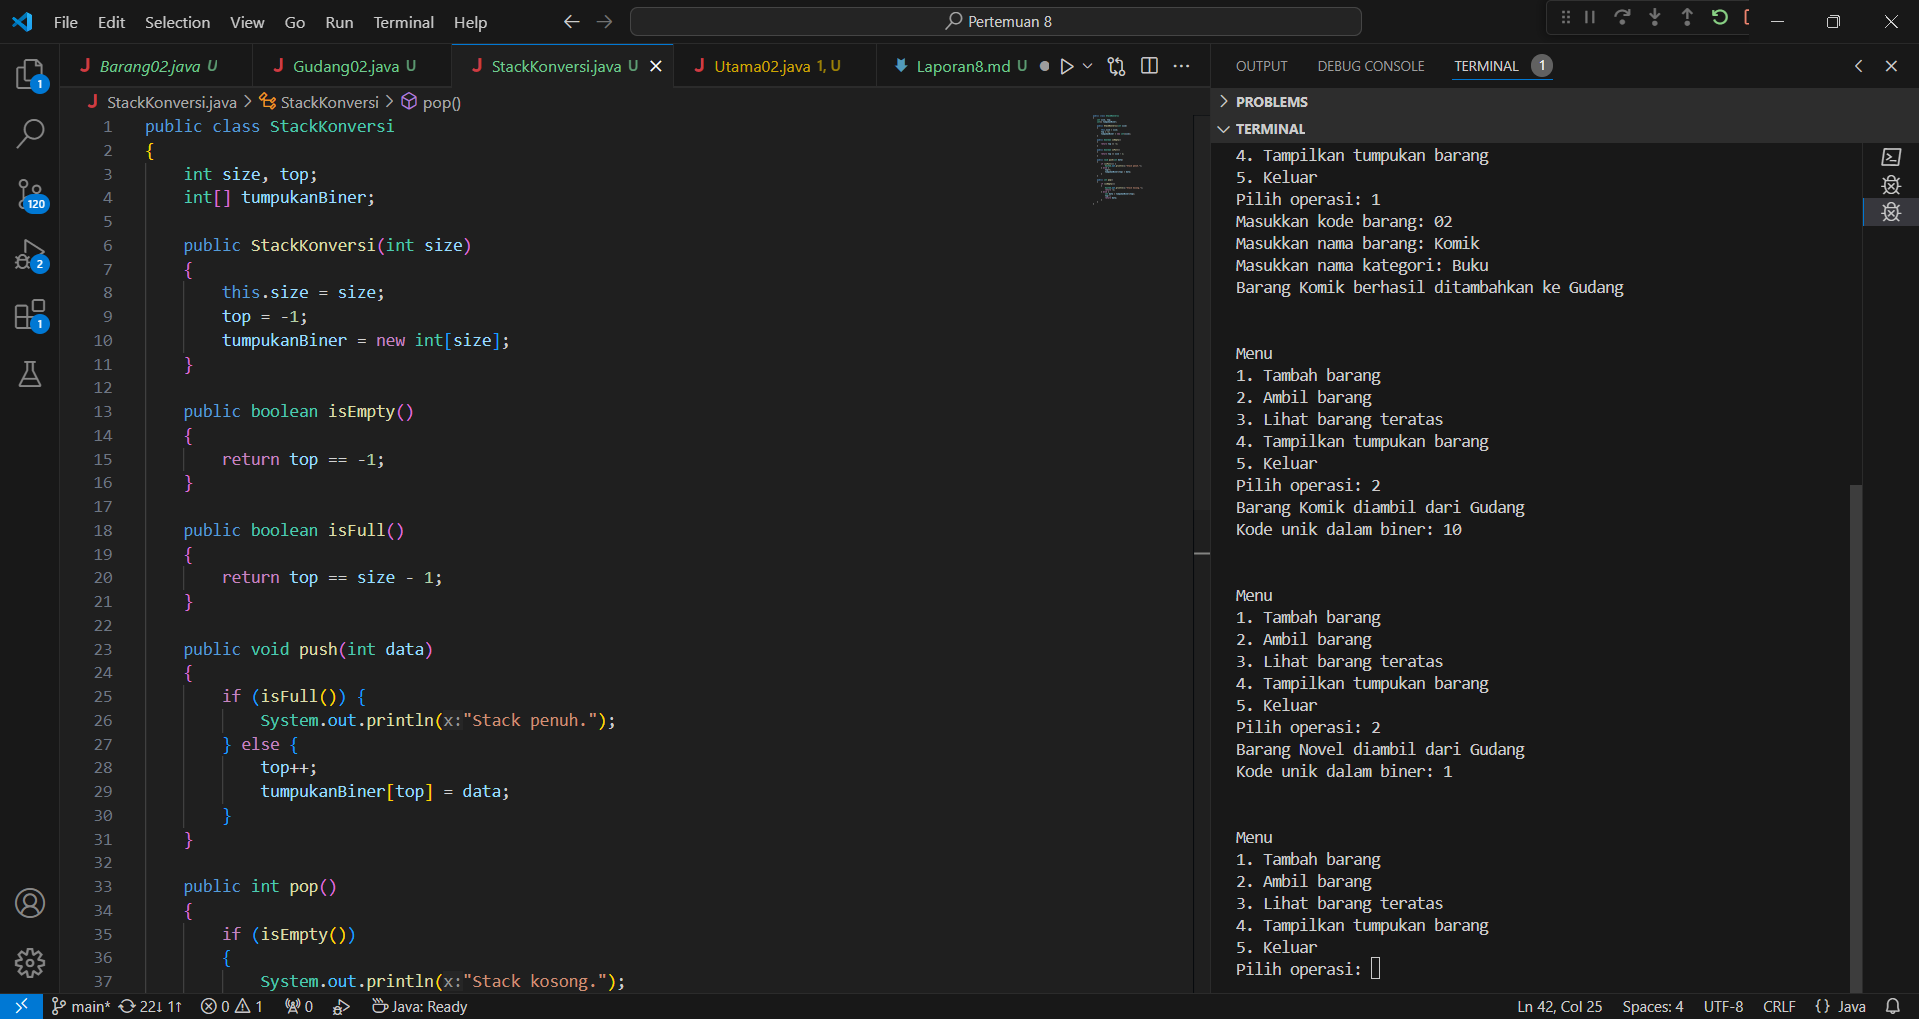 File Edit Selection View Go Run Terminal Help
Pertemuan 8
Barang02.java U
Gudang02.java U
StackKonversi.java U
Utama02.java 1, U
Laporan8.md U
StackKonversi.java > StackKonversi > pop()
1 public class StackKonversi
2 {
3 int size, top;
4 int[] tumpukanBiner;
5
6 public StackKonversi(int size)
7 {
8 this.size = size;
9 top = -1;
10 tumpukanBiner = new int[size];
11 }
12
13 public boolean isEmpty()
14 {
15 return top == -1;
16 }
17
18 public boolean isFull()
19 {
20 return top == size - 1;
21 }
22
23 public void push(int data)
24 {
25 if (isFull()) {
26 System.out.println(x:"Stack penuh.");
27 } else {
28 top++;
29 tumpukanBiner[top] = data;
30 }
31 }
32
33 public int pop()
34 {
35 if (isEmpty())
36 {
37 System.out.println(x:"Stack kosong.");
OUTPUT DEBUG CONSOLE TERMINAL 1
PROBLEMS
TERMINAL
4. Tampilkan tumpukan barang
5. Keluar
Pilih operasi: 1
Masukkan kode barang: 02
Masukkan nama barang: Komik
Masukkan nama kategori: Buku
Barang Komik berhasil ditambahkan ke Gudang
Menu
1. Tambah barang
2. Ambil barang
3. Lihat barang teratas
4. Tampilkan tumpukan barang
5. Keluar
Pilih operasi: 2
Barang Komik diambil dari Gudang
Kode unik dalam biner: 10
Menu
1. Tambah barang
2. Ambil barang
3. Lihat barang teratas
4. Tampilkan tumpukan barang
5. Keluar
Pilih operasi: 2
Barang Novel diambil dari Gudang
Kode unik dalam biner: 1
Menu
1. Tambah barang
2. Ambil barang
3. Lihat barang teratas
4. Tampilkan tumpukan barang
5. Keluar
Pilih operasi:
1
120
2
1
main* 22↓ 1↑ 0 1 0 Java: Ready
Ln 42, Col 25 Spaces: 4 UTF-8 CRLF {} Java